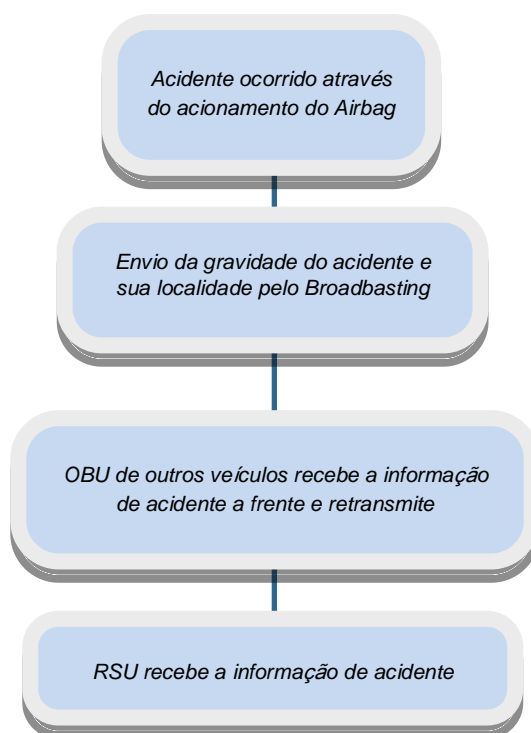 Acidente ocorrido através
do acionamento do Airbag
Envio da gravidade do acidente e
sua localidade pelo Broadbasting
OBU de outros veículos recebe a informação
de acidente a frente e retransmite
RSU recebe a informação de acidente